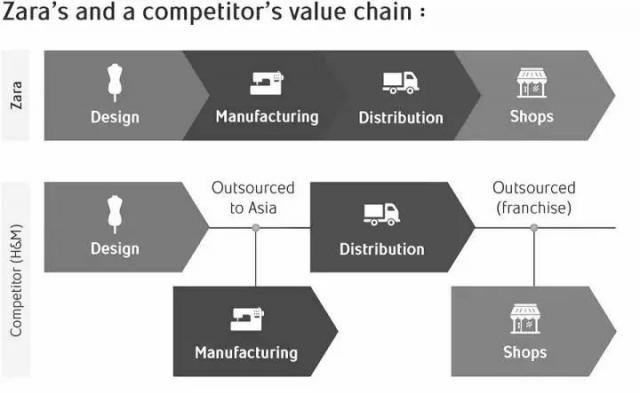 Zara's and a competitor's value chain :
Zara
Design
Manufacturing
Distribution
Shops
Competitor (H&M)
Design
Outsourced
to Asia
Distribution
Outsourced
(franchise)
Manufacturing
Shops